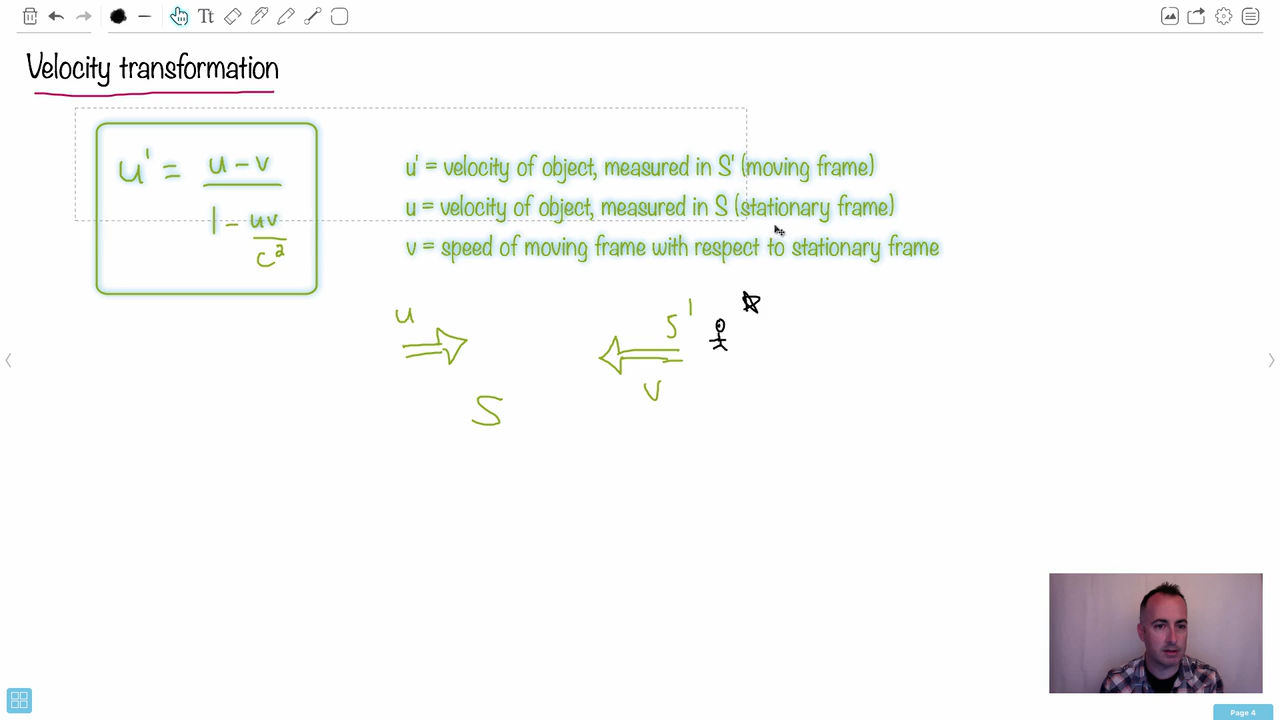 Tt
Velocity transformation
u' = u - v / 1 - uv / c²
u' = velocity of object, measured in S' (moving frame)
u = velocity of object, measured in S (stationary frame)
v = speed of moving frame with respect to stationary frame
u
S'
v
S
Page 4